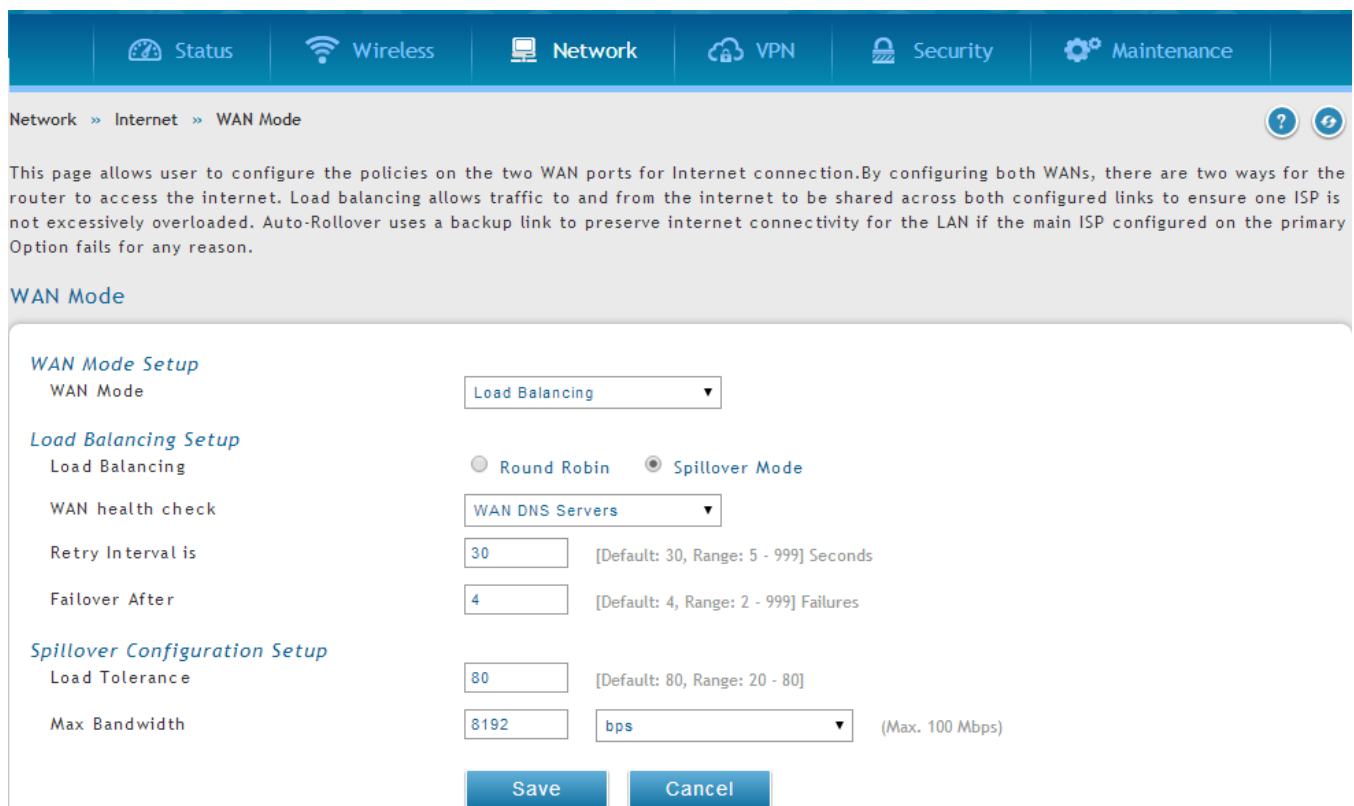 Status Wireless Network VPN Security Maintenance
Network » Internet » WAN Mode
?
This page allows user to configure the policies on the two WAN ports for Internet connection.By configuring both WANs, there are two ways for the
router to access the internet. Load balancing allows traffic to and from the internet to be shared across both configured links to ensure one ISP is
not excessively overloaded. Auto-Rollover uses a backup link to preserve internet connectivity for the LAN if the main ISP configured on the primary
Option fails for any reason.
WAN Mode
WAN Mode Setup
WAN Mode Load Balancing
Load Balancing Setup
Load Balancing Round Robin Spillover Mode
WAN health check WAN DNS Servers
Retry Interval is 30 [Default: 30, Range: 5 - 999] Seconds
Failover After 4 [Default: 4, Range: 2 - 999] Failures
Spillover Configuration Setup
Load Tolerance 80 [Default: 80, Range: 20 - 80]
Max Bandwidth 8192 bps (Max. 100 Mbps)
Save Cancel